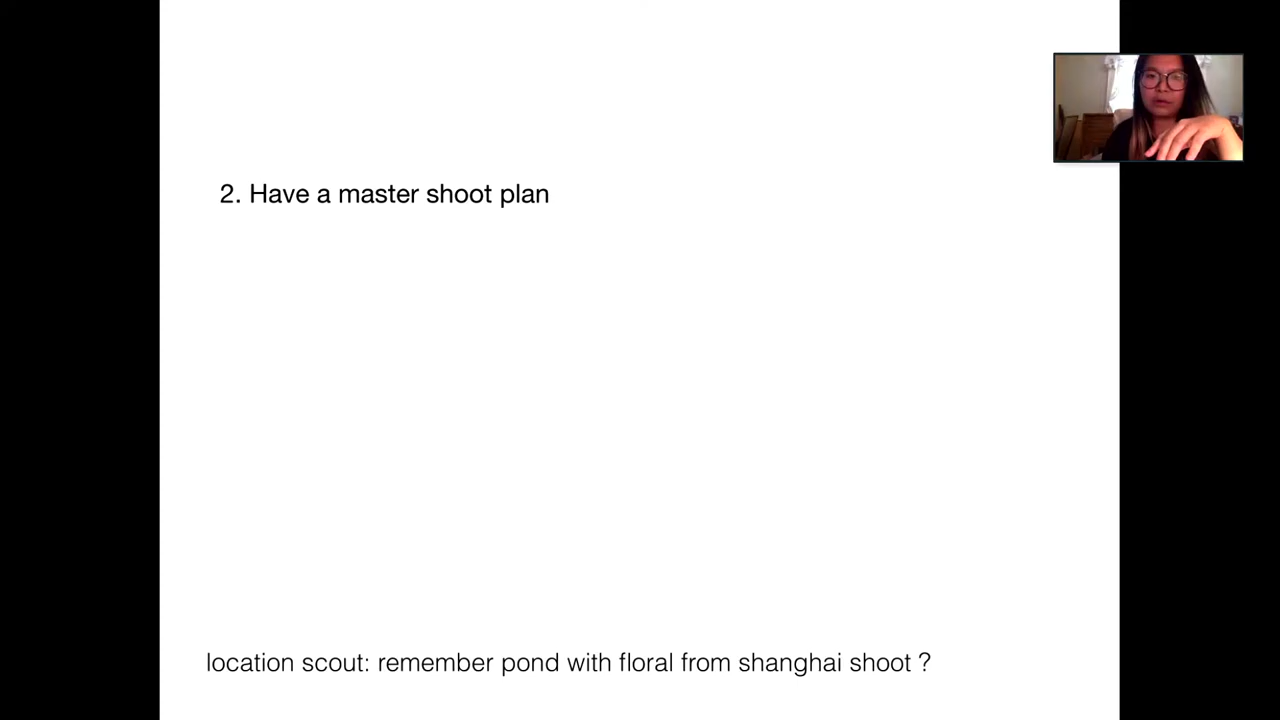 2. Have a master shoot plan
location scout: remember pond with floral from shanghai shoot ?